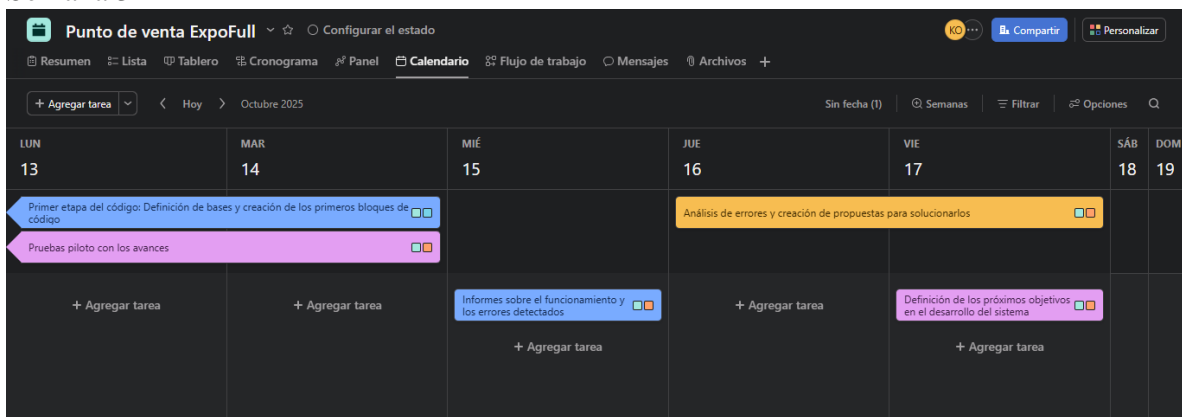 Punto de venta ExpoFull
Configurar el estado
KO
Compartir
Personalizar
Resumen
Lista
Tablero
Cronograma
Panel
Calendario
Flujo de trabajo
Mensajes
Archivos
+
+ Agregar tarea
Hoy
Octubre 2025
Sin fecha (1)
Semanas
Filtrar
Opciones
LUN
MAR
MIÉ
JUE
VIE
SÁB
DOM
13
14
15
16
17
18
19
Primer etapa del código: Definición de bases y creación de los primeros bloques de
código
Análisis de errores y creación de propuestas para solucionarlos
Pruebas piloto con los avances
+ Agregar tarea
+ Agregar tarea
Informes sobre el funcionamiento y
los errores detectados
+ Agregar tarea
+ Agregar tarea
Definición de los próximos objetivos
en el desarrollo del sistema
+ Agregar tarea